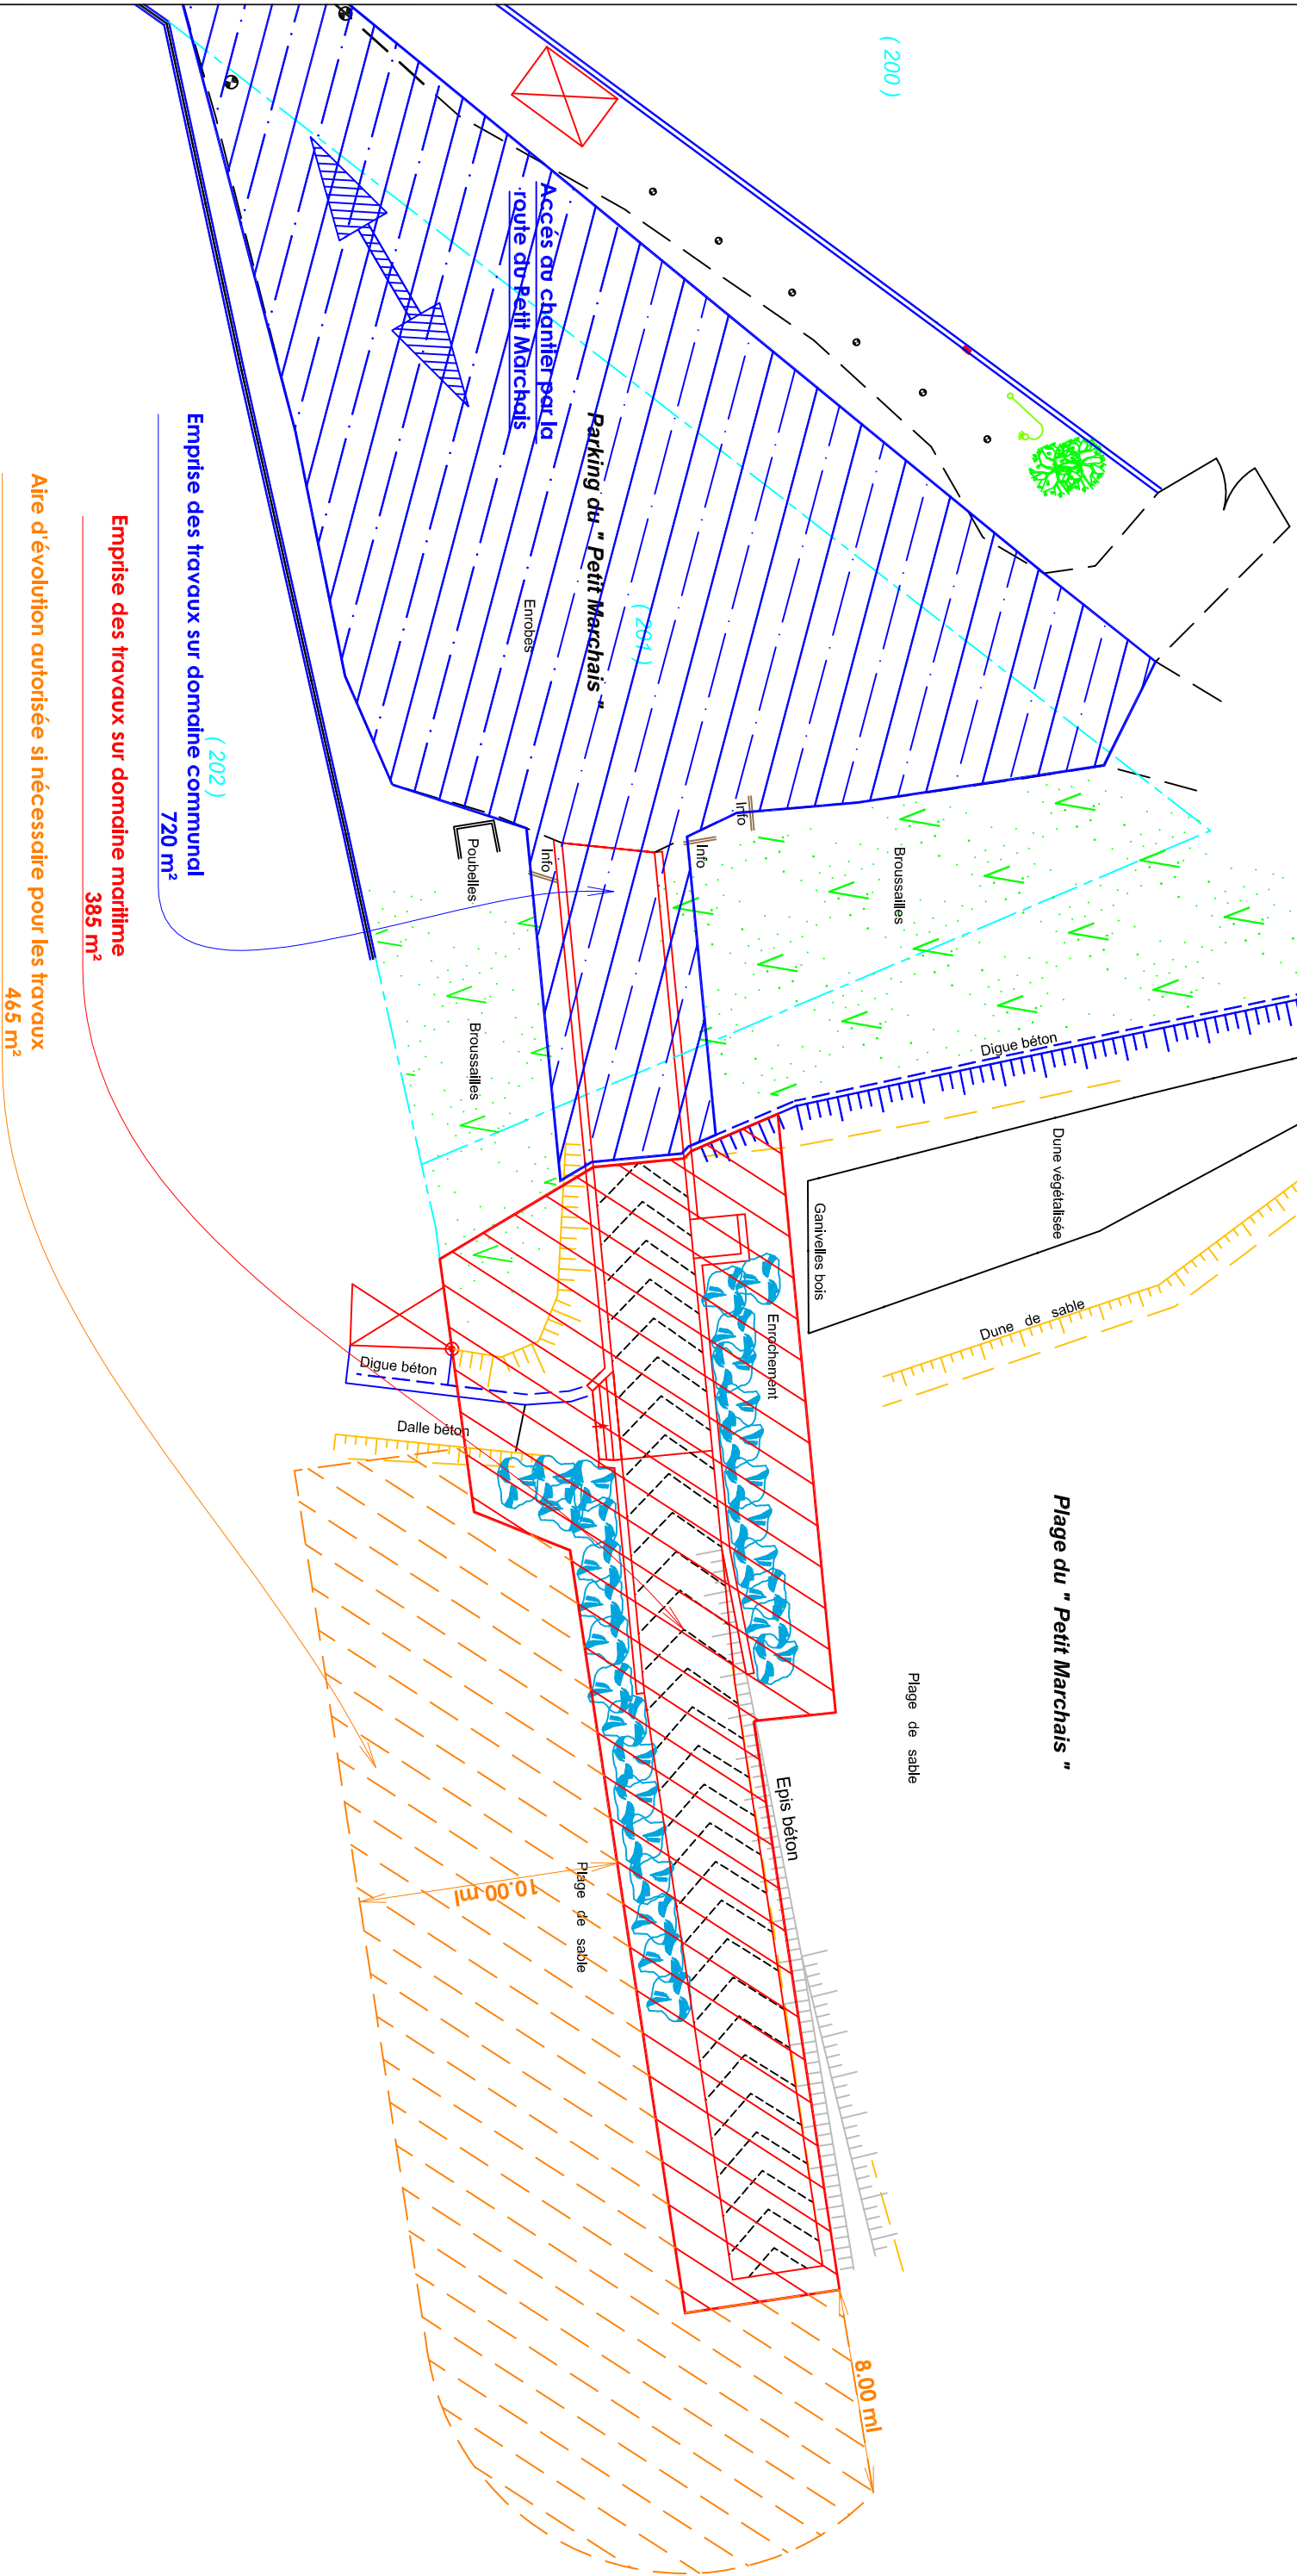 ( 200 )
Accés au chantier par la
route du Petit Marchais
Parking du " Petit Marchais "
( 201 )
Enrobés
Info
Info
Info
Poubelles
Broussailles
Broussailles
Emprise des travaux sur domaine communal
720 m²
( 202 )
Emprise des travaux sur domaine maritime
385 m²
Aire d'évolution autorisée si nécessaire pour les travaux
465 m²
Digue béton
Dune végétalisée
Ganivelles bois
Dune de sable
Enrochement
Digue béton
Dalle béton
Plage du " Petit Marchais "
Plage de sable
Epis béton
Plage de sable
10.00 ml
8.00 ml